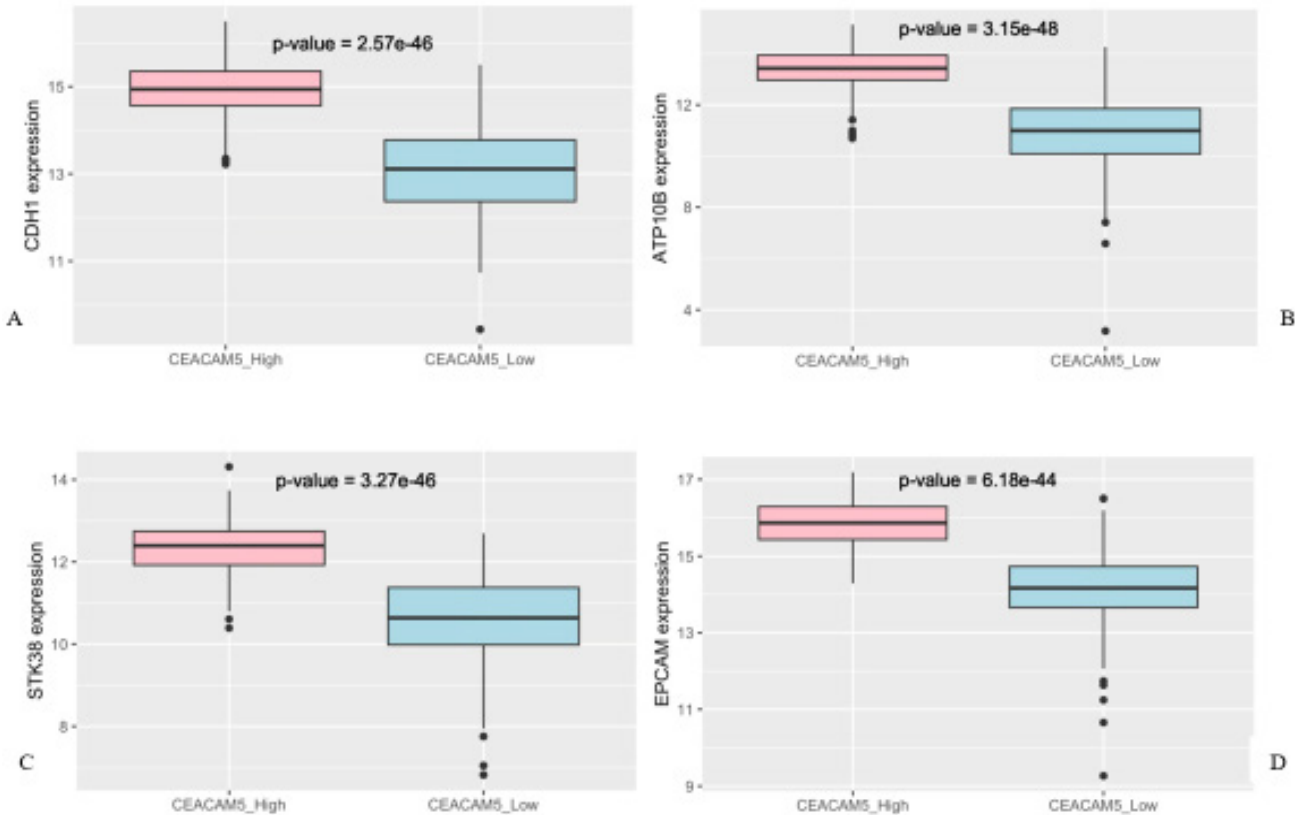 p-value = 2.57e-46
15
13
11
CDH1 expression
CEACAM5_High CEACAM5_Low
A
p-value = 3.15e-48
12
8
4
ATP10B expression
CEACAM5_High CEACAM5_Low
B
p-value = 3.27e-46
14
12
10
8
STK38 expression
CEACAM5_High CEACAM5_Low
C
p-value = 6.18e-44
17
15
13
11
9
EPCAM expression
CEACAM5_High CEACAM5_Low
D